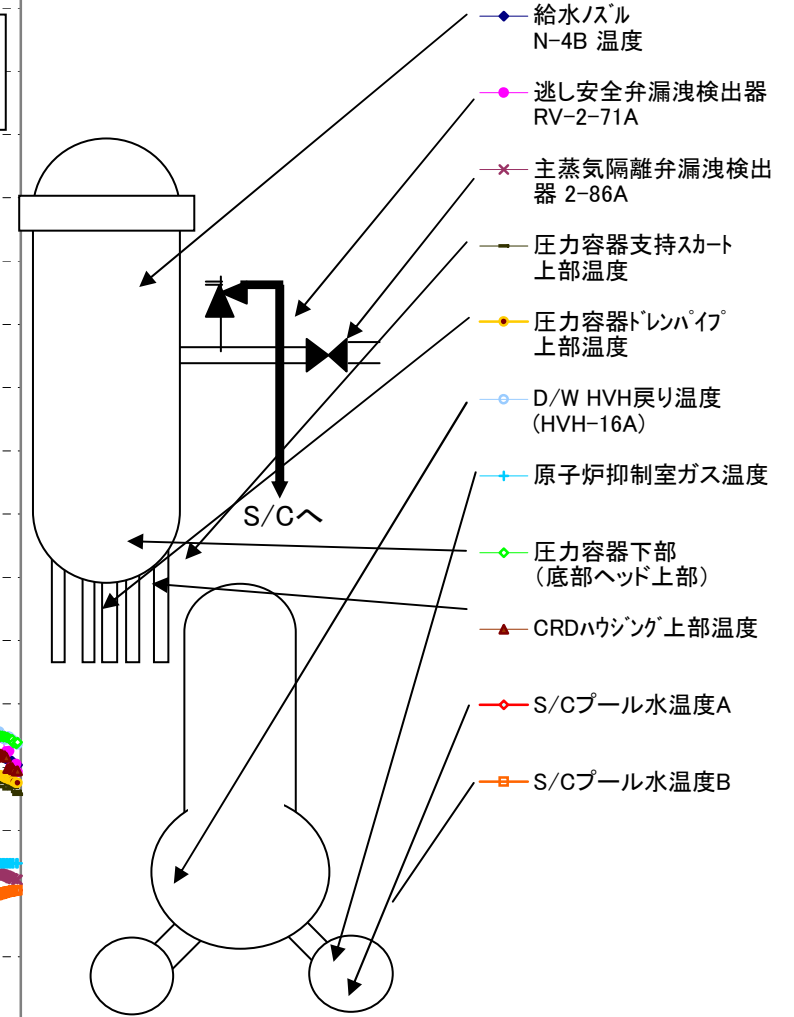 給水ノズル
N-4B 温度
逃し安全弁漏洩検出器
RV-2-71A
主蒸気隔離弁漏洩検出
器 2-86A
圧力容器支持スカート
上部温度
圧力容器ドレンパイプ
上部温度
D/W HVH戻り温度
(HVH-16A)
原子炉抑制室ガス温度
S/Cへ
圧力容器下部
（底部ヘッド上部）
CRDハウジング上部温度
S/Cプール水温度A
S/Cプール水温度B